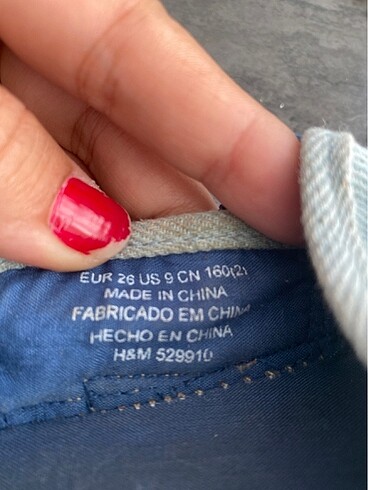 EUR 26 US 9 CN 160(2)
MADE IN CHINA
FABRICADO EM CHINA
HECHO EN CHINA
H&M 529910